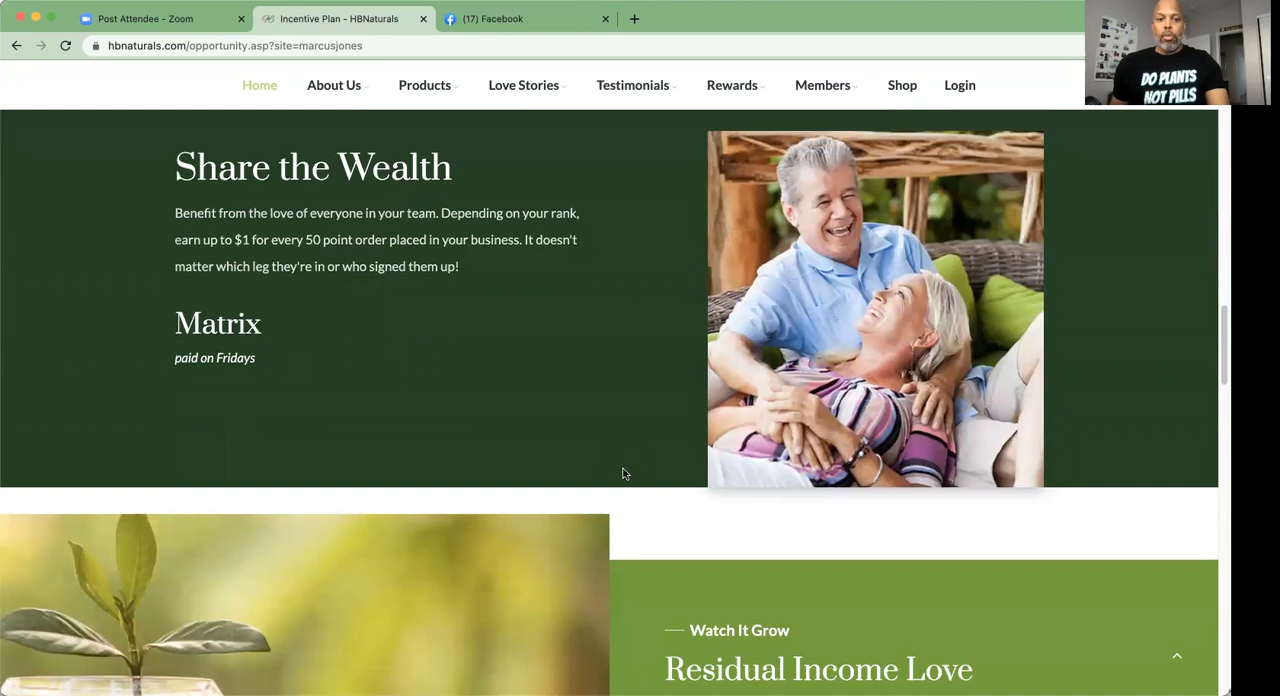 Post Attendee - Zoom
Incentive Plan - HBNaturals
(17) Facebook
hbnaturals.com/opportunity.asp?site=marcusjones
Home About Us Products Love Stories Testimonials Rewards Members Shop Login
DO PLANTS
NOT PILLS
Share the Wealth
Benefit from the love of everyone in your team. Depending on your rank,
earn up to $1 for every 50 point order placed in your business. It doesn't
matter which leg they're in or who signed them up!
Matrix
paid on Fridays
Watch It Grow
Residual Income Love